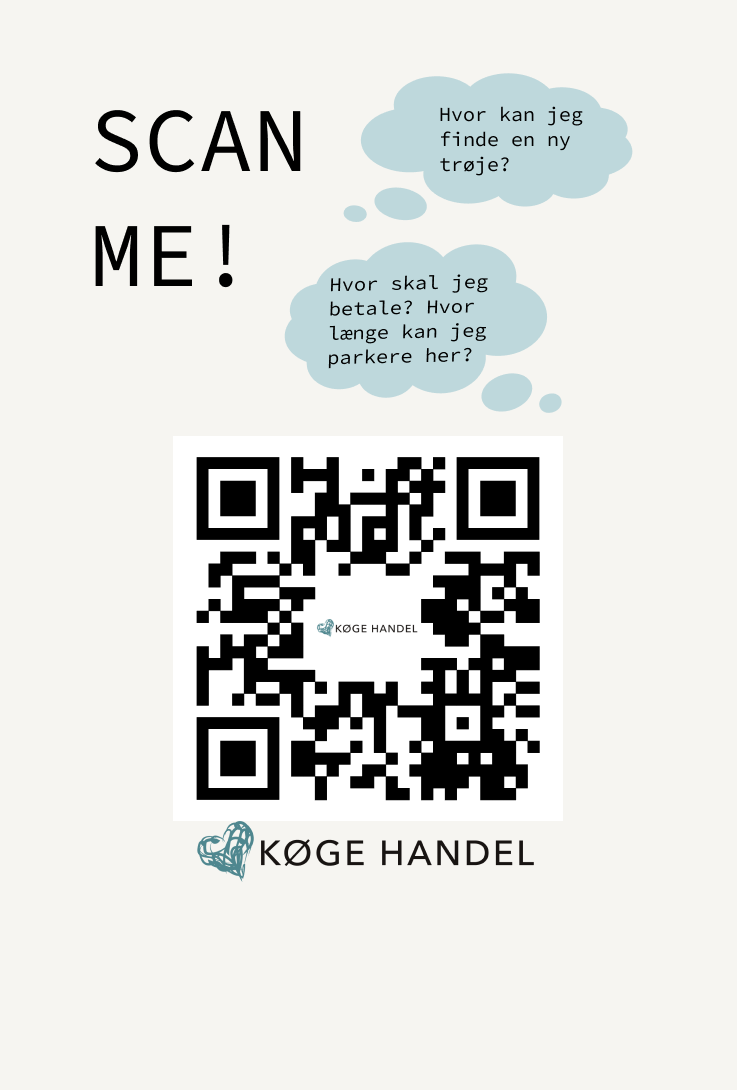 SCAN
ME!
Hvor kan jeg
finde en ny
trøje?
Hvor skal jeg
betale? Hvor
længe kan jeg
parkere her?
KØGE HANDEL
KØGE HANDEL